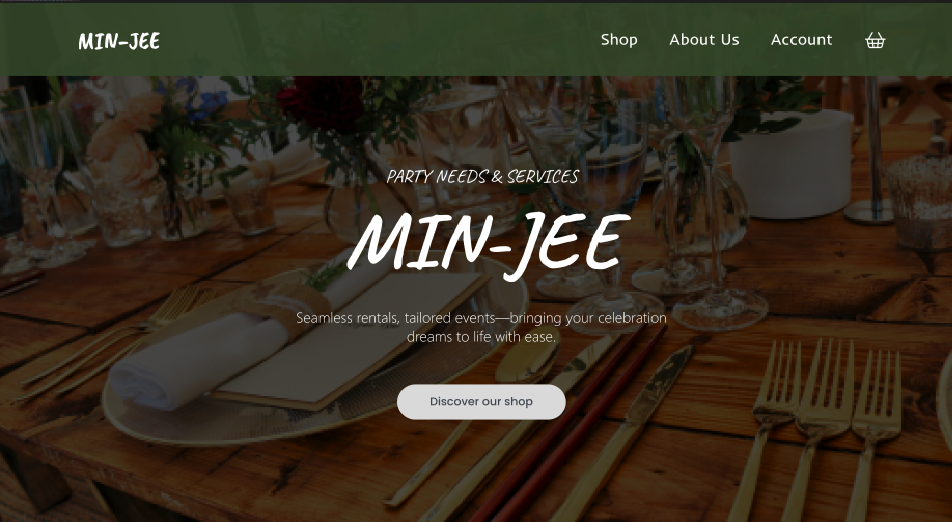 MIN-JEE
Shop
About Us
Account
PARTY NEEDS & SERVICES
MIN-JEE
Seamless rentals, tailored events—bringing your celebration
dreams to life with ease.
Discover our shop